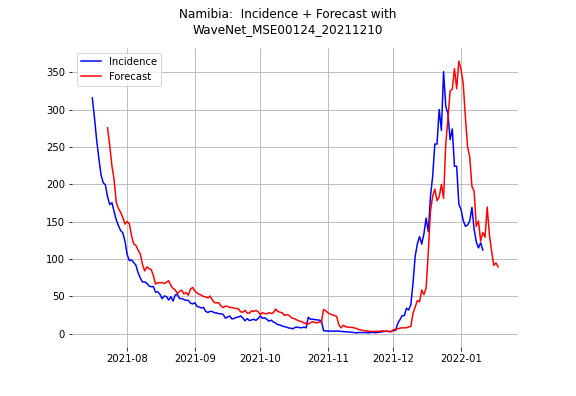 Namibia:  Incidence + Forecast with
WaveNet_MSE00124_20211210
Incidence
Forecast
350
300
250
200
150
100
50
0
2021-08 2021-09 2021-10 2021-11 2021-12 2022-01